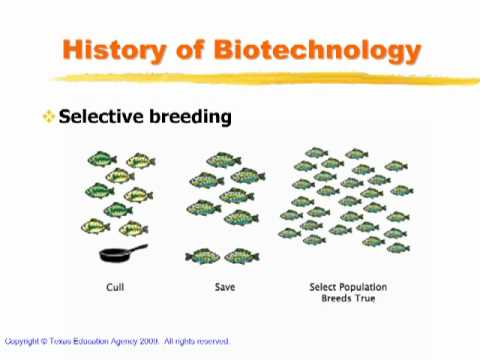 History of Biotechnology
Selective breeding
Cull
Save
Select Population
Breeds True
Copyright © Texas Education Agency 2009. All rights reserved.